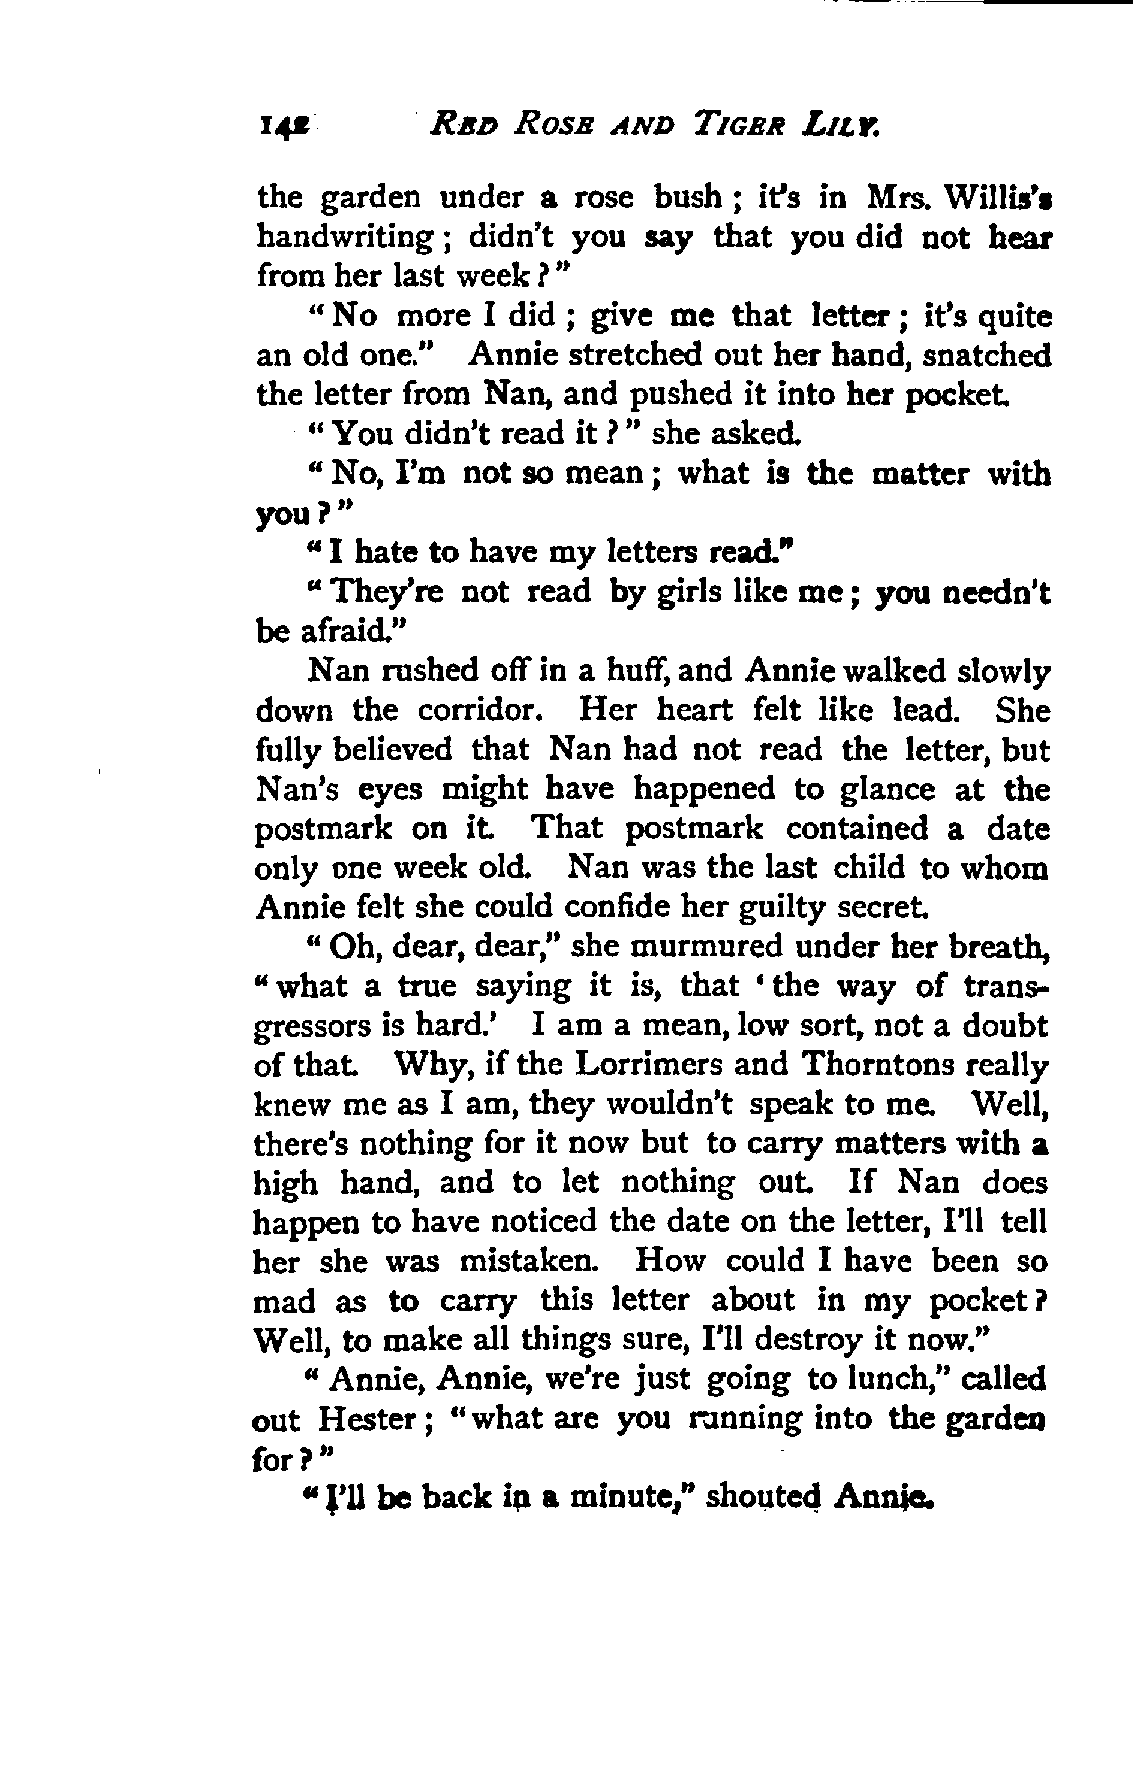 142 RED ROSE AND TIGER LILY.
the garden under a rose bush ; it's in Mrs. Willis's
handwriting ; didn't you say that you did not hear
from her last week ? "
" No more I did ; give me that letter ; it's quite
an old one." Annie stretched out her hand, snatched
the letter from Nan, and pushed it into her pocket.
" You didn't read it ? " she asked.
" No, I'm not so mean ; what is the matter with
you ? "
" I hate to have my letters read."
" They're not read by girls like me ; you needn't
be afraid."
Nan rushed off in a huff, and Annie walked slowly
down the corridor. Her heart felt like lead. She
fully believed that Nan had not read the letter, but
Nan's eyes might have happened to glance at the
postmark on it. That postmark contained a date
only one week old. Nan was the last child to whom
Annie felt she could confide her guilty secret.
" Oh, dear, dear," she murmured under her breath,
" what a true saying it is, that ' the way of trans-
gressors is hard.' I am a mean, low sort, not a doubt
of that. Why, if the Lorrimers and Thorntons really
knew me as I am, they wouldn't speak to me. Well,
there's nothing for it now but to carry matters with a
high hand, and to let nothing out. If Nan does
happen to have noticed the date on the letter, I'll tell
her she was mistaken. How could I have been so
mad as to carry this letter about in my pocket ?
Well, to make all things sure, I'll destroy it now."
" Annie, Annie, we're just going to lunch," called
out Hester ; " what are you running into the garden
for ? "
" I'll be back in a minute," shouted Annie.